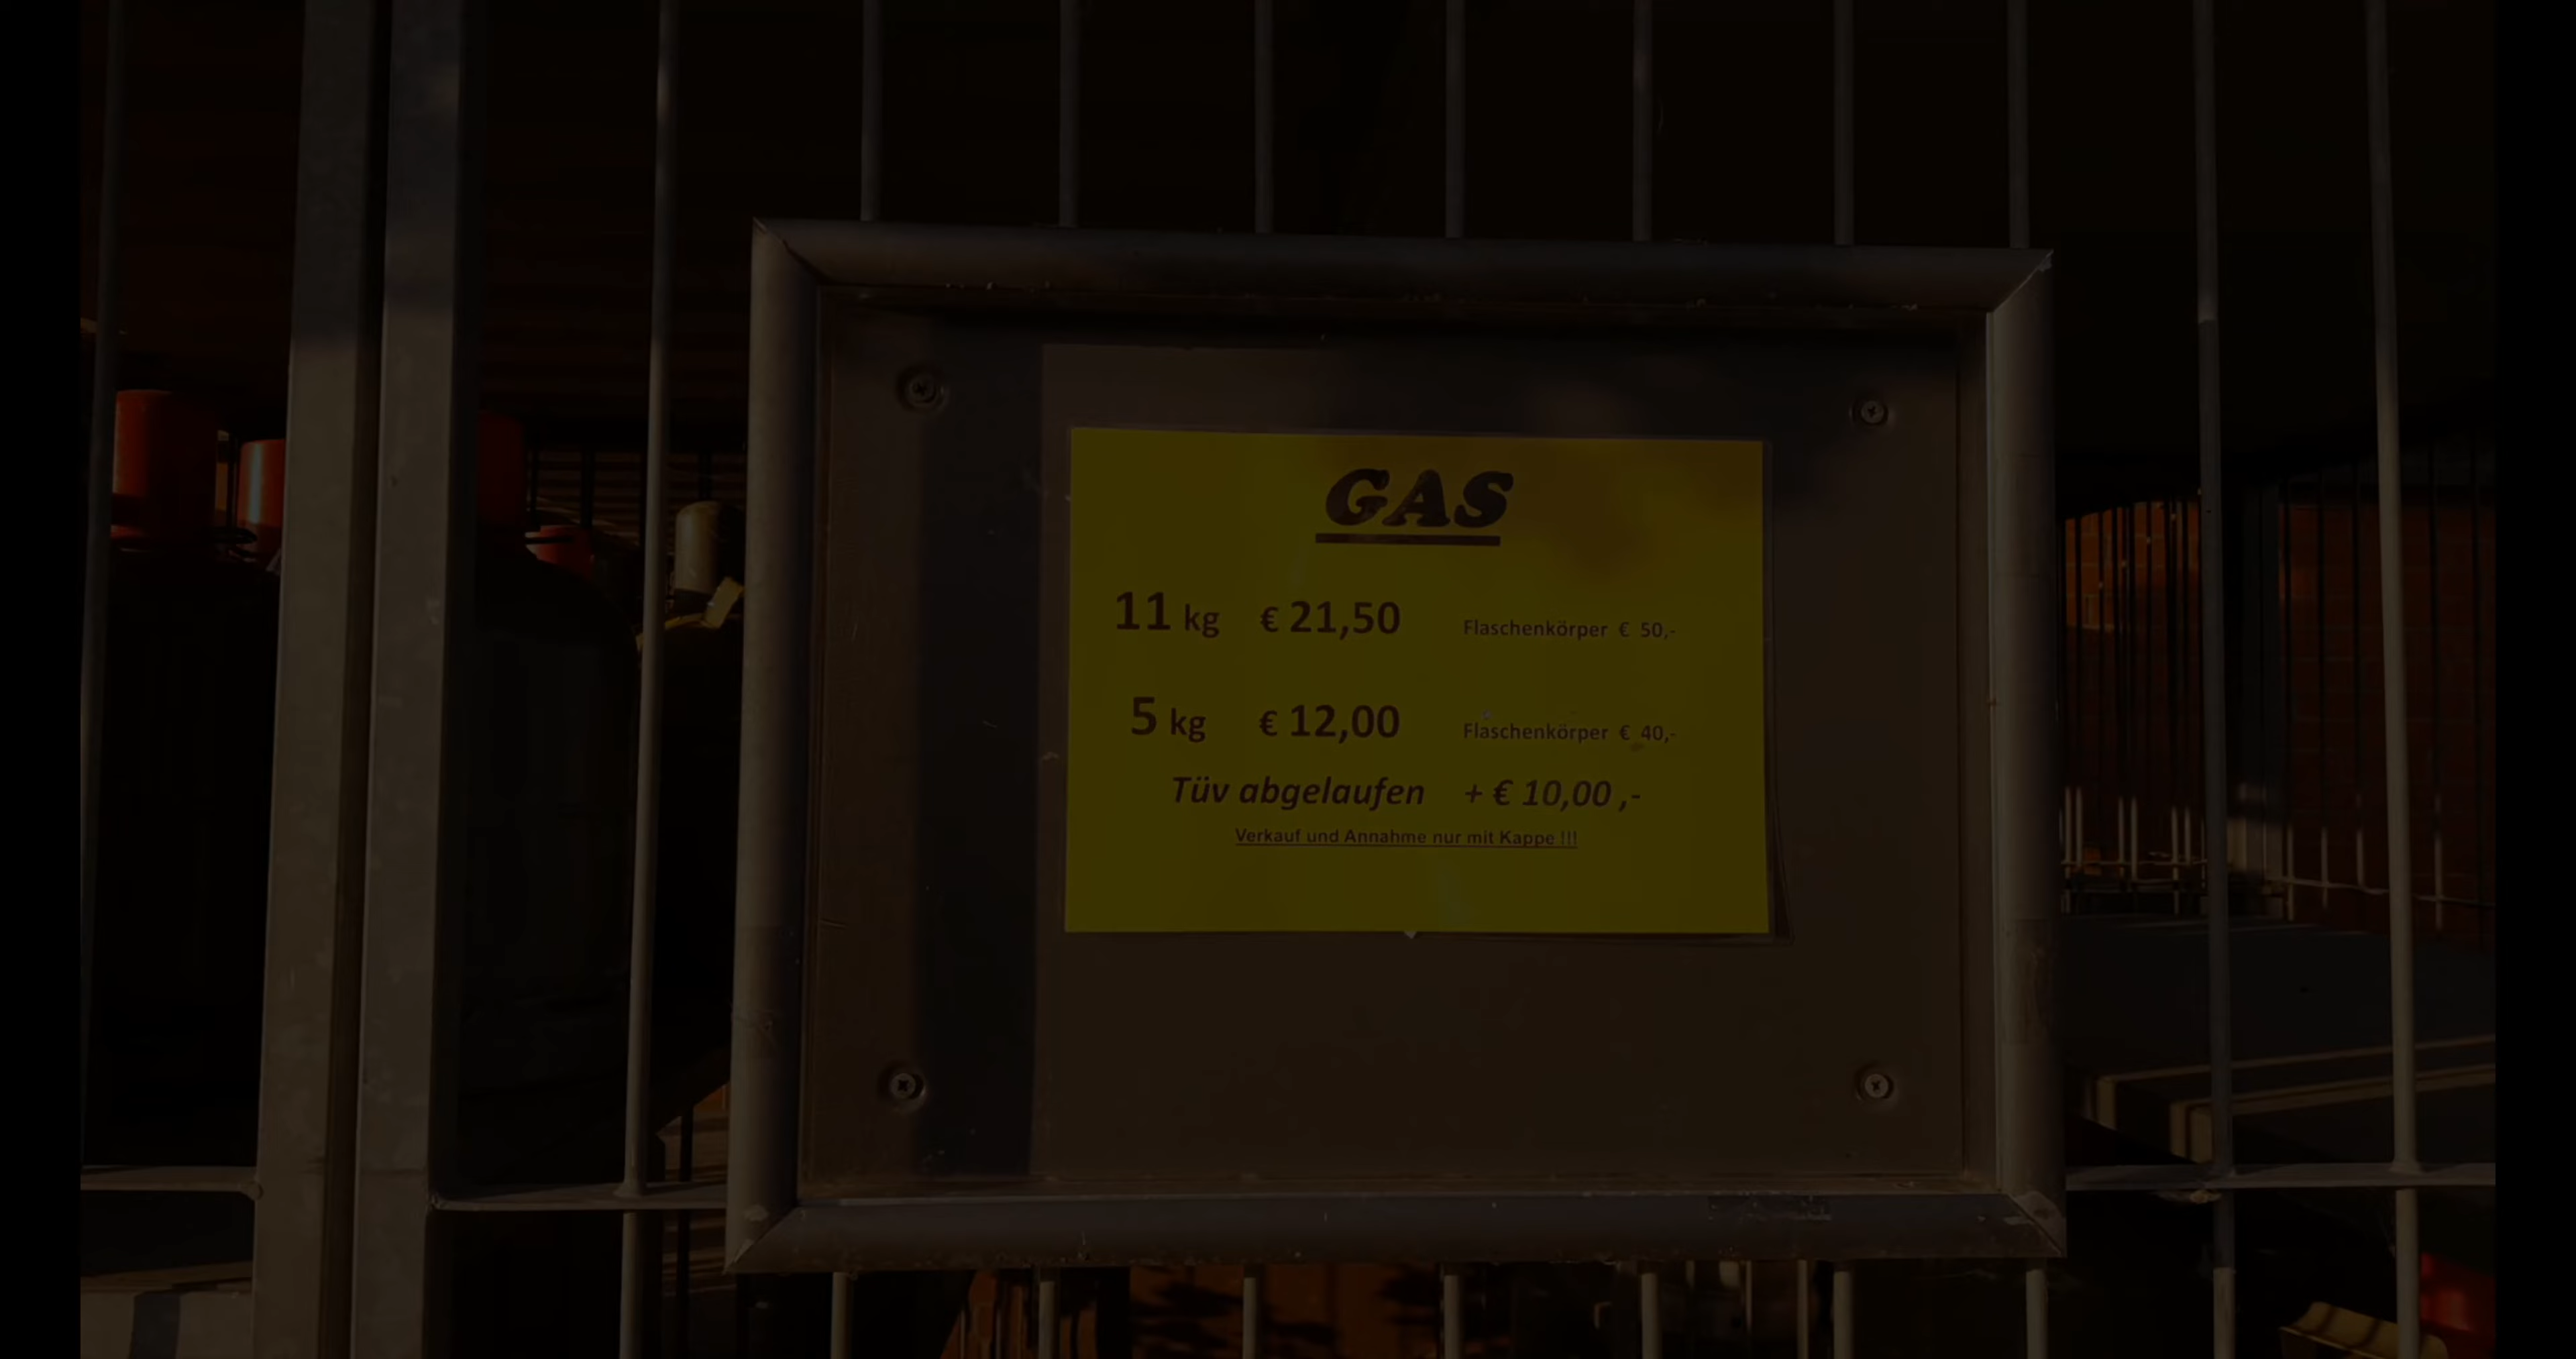 GAS
11 kg € 21,50 Flaschenkörper € 50,-
5 kg € 12,00 Flaschenkörper € 40,-
Tüv abgelaufen + € 10,00 ,-
Verkauf und Annahme nur mit Kappe !!!